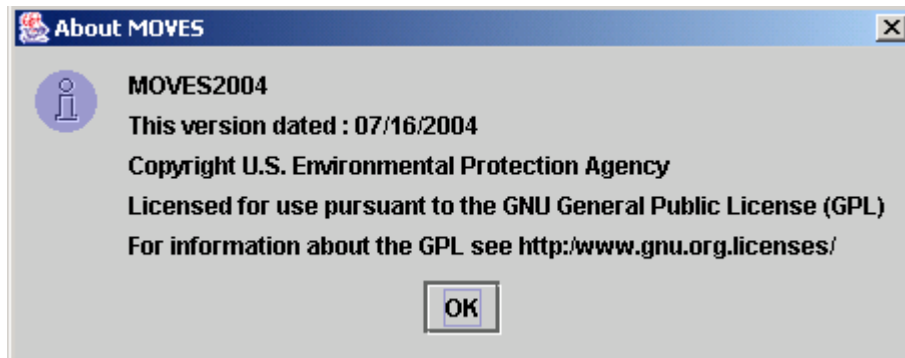 About MOVES
MOVES2004
This version dated : 07/16/2004
Copyright U.S. Environmental Protection Agency
Licensed for use pursuant to the GNU General Public License (GPL)
For information about the GPL see http:/www.gnu.org.licenses/
OK